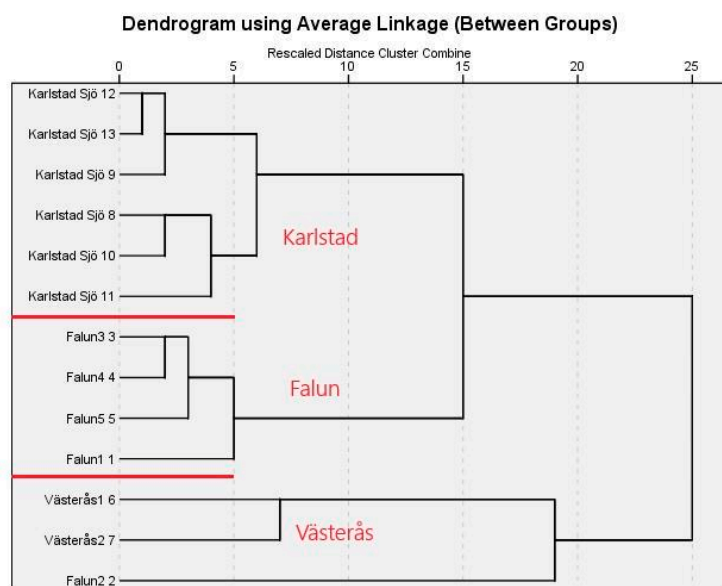 Dendrogram using Average Linkage (Between Groups)
Rescaled Distance Cluster Combine
0 5 10 15 20 25
Karlstad Sjö 12
Karlstad Sjö 13
Karlstad Sjö 9
Karlstad Sjö 8
Karlstad
Karlstad Sjö 10
Karlstad Sjö 11
Falun3 3
Falun4 4
Falun
Falun5 5
Falun1 1
Västerås1 6
Västerås
Västerås2 7
Falun2 2